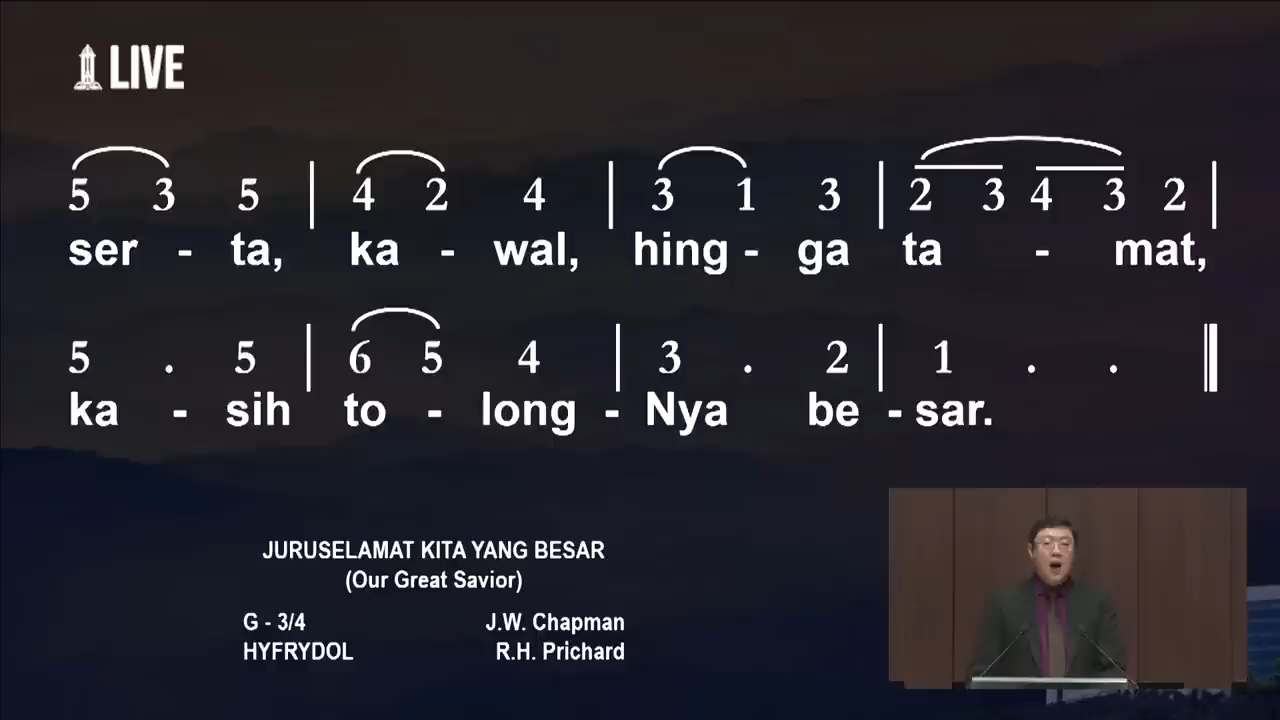 LIVE
5 3 5 | 4 2 4 | 3 1 3 | 2 3 4 3 2 |
ser - ta, ka - wal, hing - ga ta - mat,
5 . 5 | 6 5 4 | 3 . 2 | 1 . . ||
ka - sih to - long - Nya be - sar.
JURUSELAMAT KITA YANG BESAR
(Our Great Savior)
G - 3/4 J.W. Chapman
HYFRYDOL R.H. Prichard